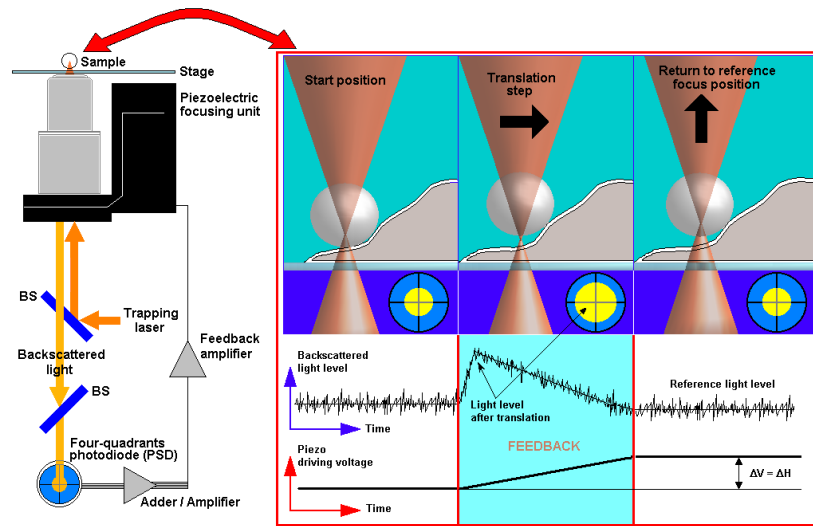 Sample
Stage
Piezoelectric
focusing unit
BS
Trapping
laser
Backscattered
light
BS
Feedback
amplifier
Four-quadrants
photodiode (PSD)
Adder / Amplifier
Start position
Translation
step
Return to reference
focus position
Backscattered
light level
Time
Light level
after translation
Reference light level
Piezo
driving voltage
Time
FEEDBACK
ΔV = ΔH